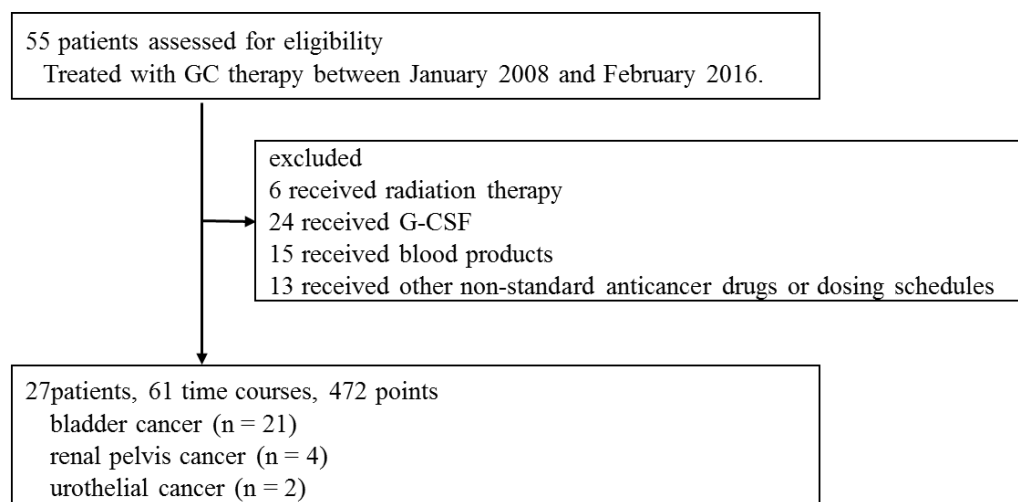 55 patients assessed for eligibility
Treated with GC therapy between January 2008 and February 2016.
excluded
6 received radiation therapy
24 received G-CSF
15 received blood products
13 received other non-standard anticancer drugs or dosing schedules
27patients, 61 time courses, 472 points
bladder cancer (n = 21)
renal pelvis cancer (n = 4)
urothelial cancer (n = 2)